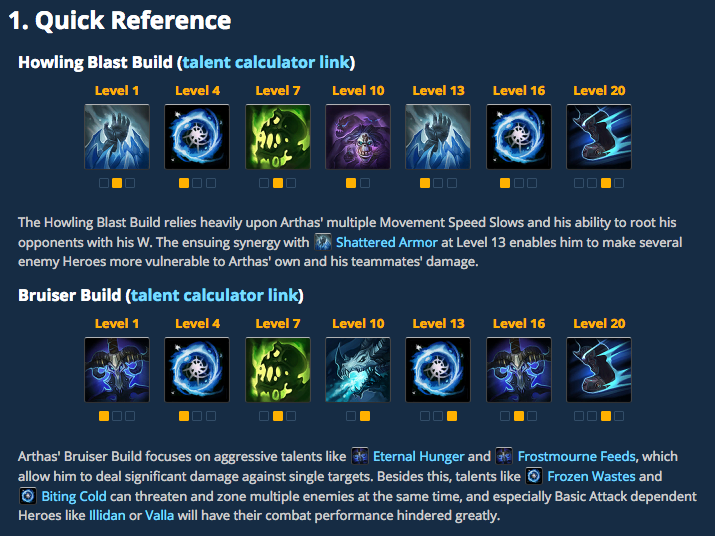 1. Quick Reference
Howling Blast Build (talent calculator link)
Level 1 Level 4 Level 7 Level 10 Level 13 Level 16 Level 20
The Howling Blast Build relies heavily upon Arthas' multiple Movement Speed Slows and his ability to root his
opponents with his W. The ensuing synergy with Shattered Armor at Level 13 enables him to make several
enemy Heroes more vulnerable to Arthas' own and his teammates' damage.
Bruiser Build (talent calculator link)
Level 1 Level 4 Level 7 Level 10 Level 13 Level 16 Level 20
Arthas' Bruiser Build focuses on aggressive talents like Eternal Hunger and Frostmourne Feeds, which
allow him to deal significant damage against single targets. Besides this, talents like Frozen Wastes and
Biting Cold can threaten and zone multiple enemies at the same time, and especially Basic Attack dependent
Heroes like Illidan or Valla will have their combat performance hindered greatly.